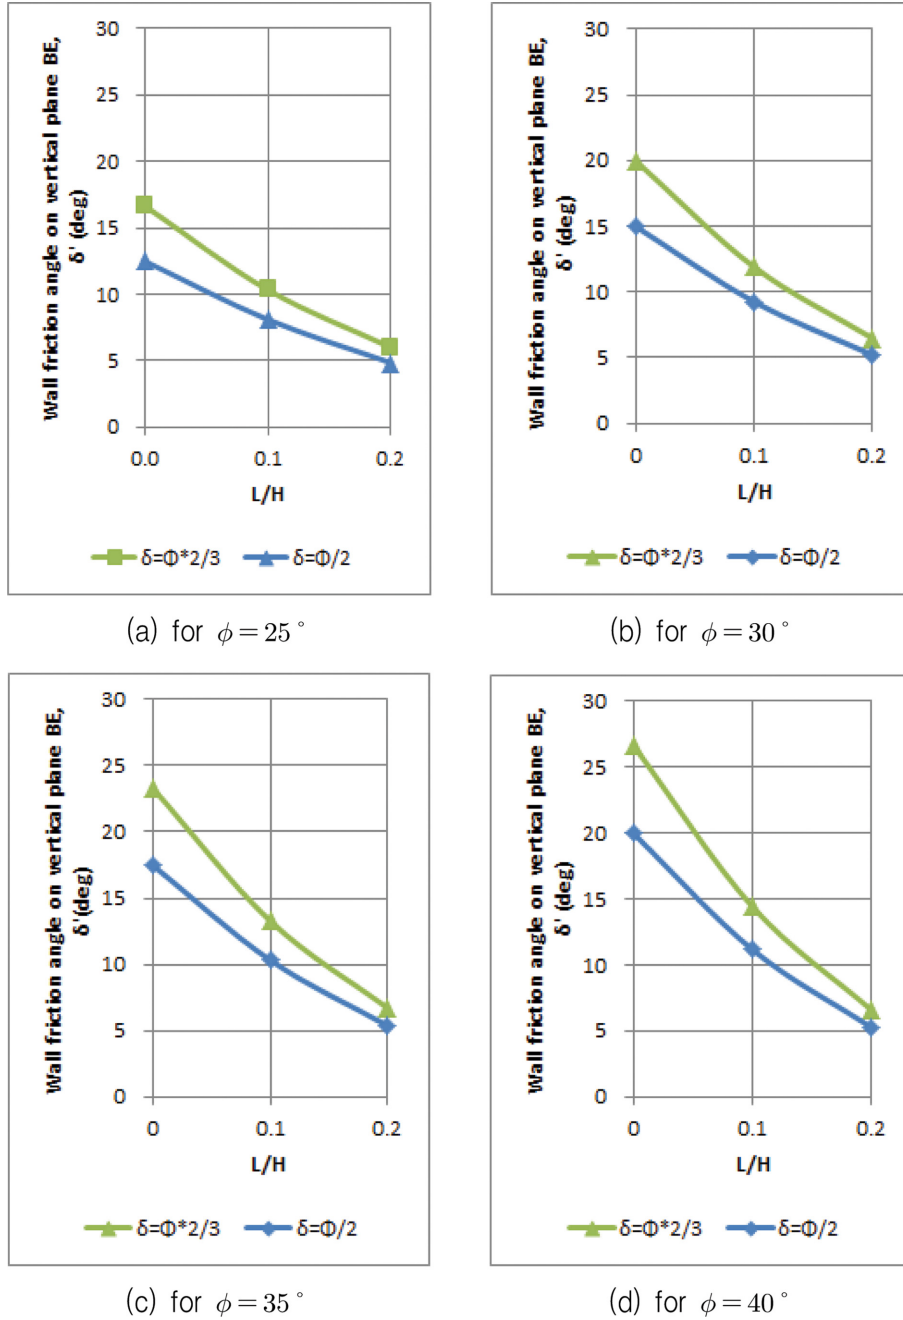 Wall friction angle on vertical plane BE,
δ' (deg)
30
25
20
15
10
5
0
0.0 0.1 0.2
L/H
δ=Φ*2/3 δ=Φ/2
(a) for ϕ=25°
Wall friction angle on vertical plane BE,
δ' (deg)
30
25
20
15
10
5
0
0 0.1 0.2
L/H
δ=Φ*2/3 δ=Φ/2
(b) for ϕ=30°
Wall friction angle on vertical plane BE,
δ'(deg)
30
25
20
15
10
5
0
0 0.1 0.2
L/H
δ=Φ*2/3 δ=Φ/2
(c) for ϕ=35°
Wall friction angle on vertical plane BE,
δ' (deg)
30
25
20
15
10
5
0
0 0.1 0.2
L/H
δ=Φ*2/3 δ=Φ/2
(d) for ϕ=40°